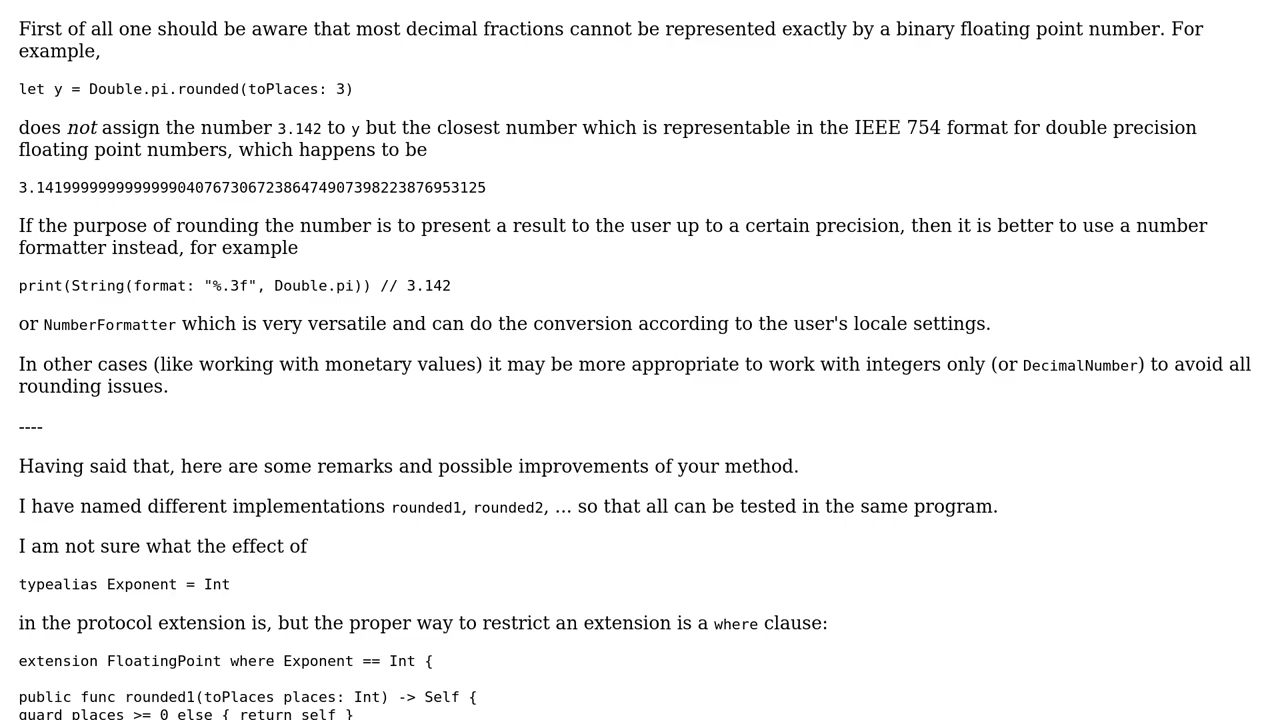 First of all one should be aware that most decimal fractions cannot be represented exactly by a binary floating point number. For
example,
let y = Double.pi.rounded(toPlaces: 3)
does not assign the number 3.142 to y but the closest number which is representable in the IEEE 754 format for double precision
floating point numbers, which happens to be
3.141999999999999904076730672386474907398223876953125
If the purpose of rounding the number is to present a result to the user up to a certain precision, then it is better to use a number
formatter instead, for example
print(String(format: "%.3f", Double.pi)) // 3.142
or NumberFormatter which is very versatile and can do the conversion according to the user's locale settings.
In other cases (like working with monetary values) it may be more appropriate to work with integers only (or DecimalNumber) to avoid all
rounding issues.
----
Having said that, here are some remarks and possible improvements of your method.
I have named different implementations rounded1, rounded2, ... so that all can be tested in the same program.
I am not sure what the effect of
typealias Exponent = Int
in the protocol extension is, but the proper way to restrict an extension is a where clause:
extension FloatingPoint where Exponent == Int {
public func rounded1(toPlaces places: Int) -> Self {
guard places >= 0 else { return self }